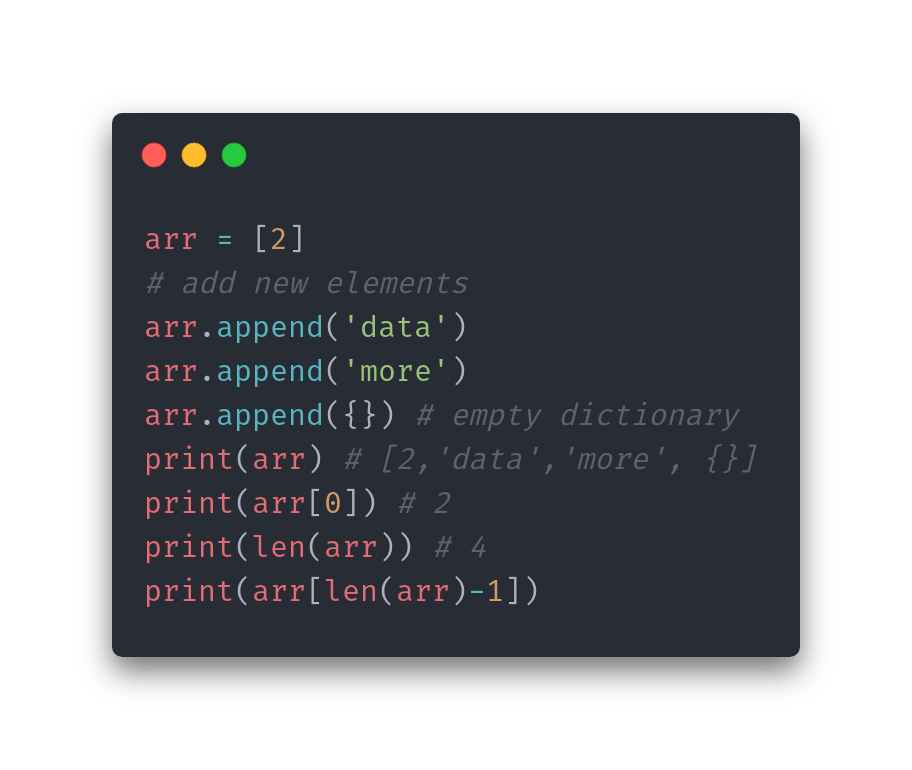 arr = [2]
# add new elements
arr.append('data')
arr.append('more')
arr.append({}) # empty dictionary
print(arr) # [2,'data','more', {}]
print(arr[0]) # 2
print(len(arr)) # 4
print(arr[len(arr)-1])